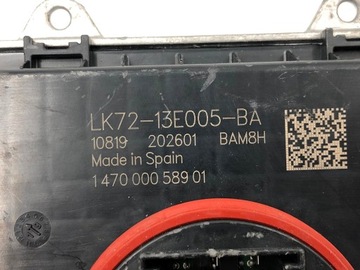 LK72-13E005-BA
10819 202601 BAM8H
Made in Spain
1 470 000 589 01